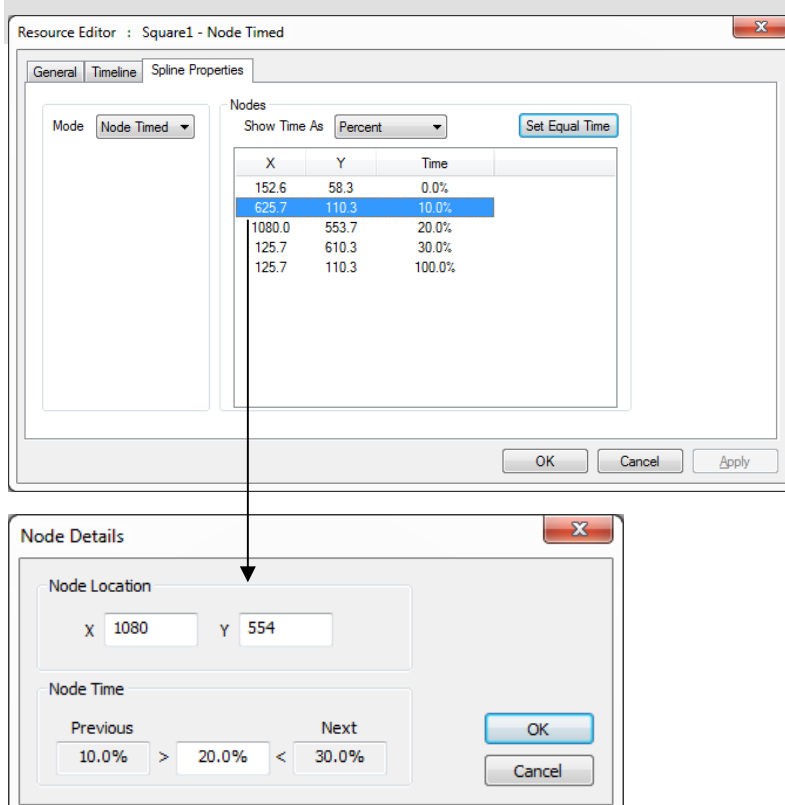 Resource Editor : Square1 - Node Timed
General Timeline Spline Properties
Nodes
Mode Node Timed Show Time As Percent Set Equal Time
X Y Time
152.6 58.3 0.0%
625.7 110.3 10.0%
1080.0 553.7 20.0%
125.7 610.3 30.0%
125.7 110.3 100.0%
OK Cancel Apply
Node Details
Node Location
X 1080 Y 554
Node Time
Previous Next
10.0% > 20.0% < 30.0%
OK
Cancel